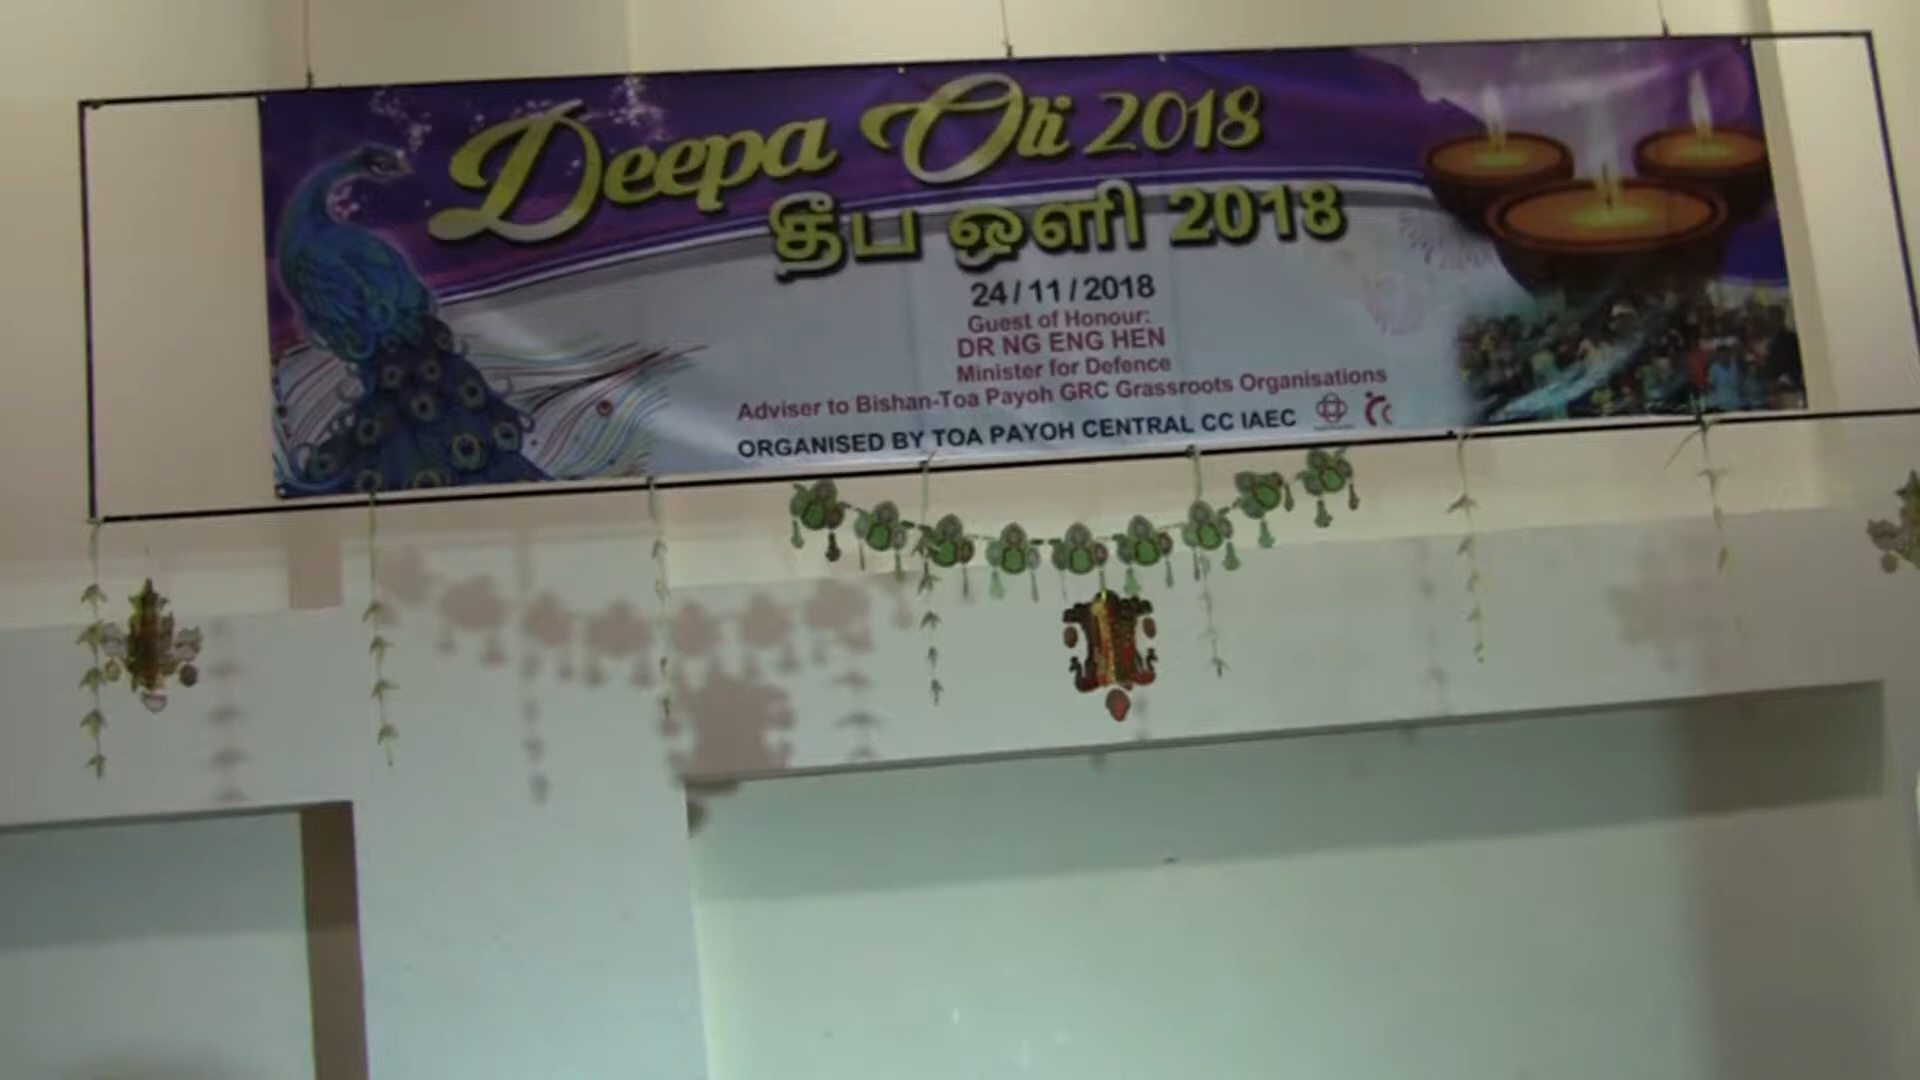 Deepa Oli 2018
தீப ஒளி 2018
24/11/2018
Guest of Honour:
DR NG ENG HEN
Minister for Defence
Adviser to Bishan-Toa Payoh GRC Grassroots Organisations
ORGANISED BY TOA PAYOH CENTRAL CC IAEC